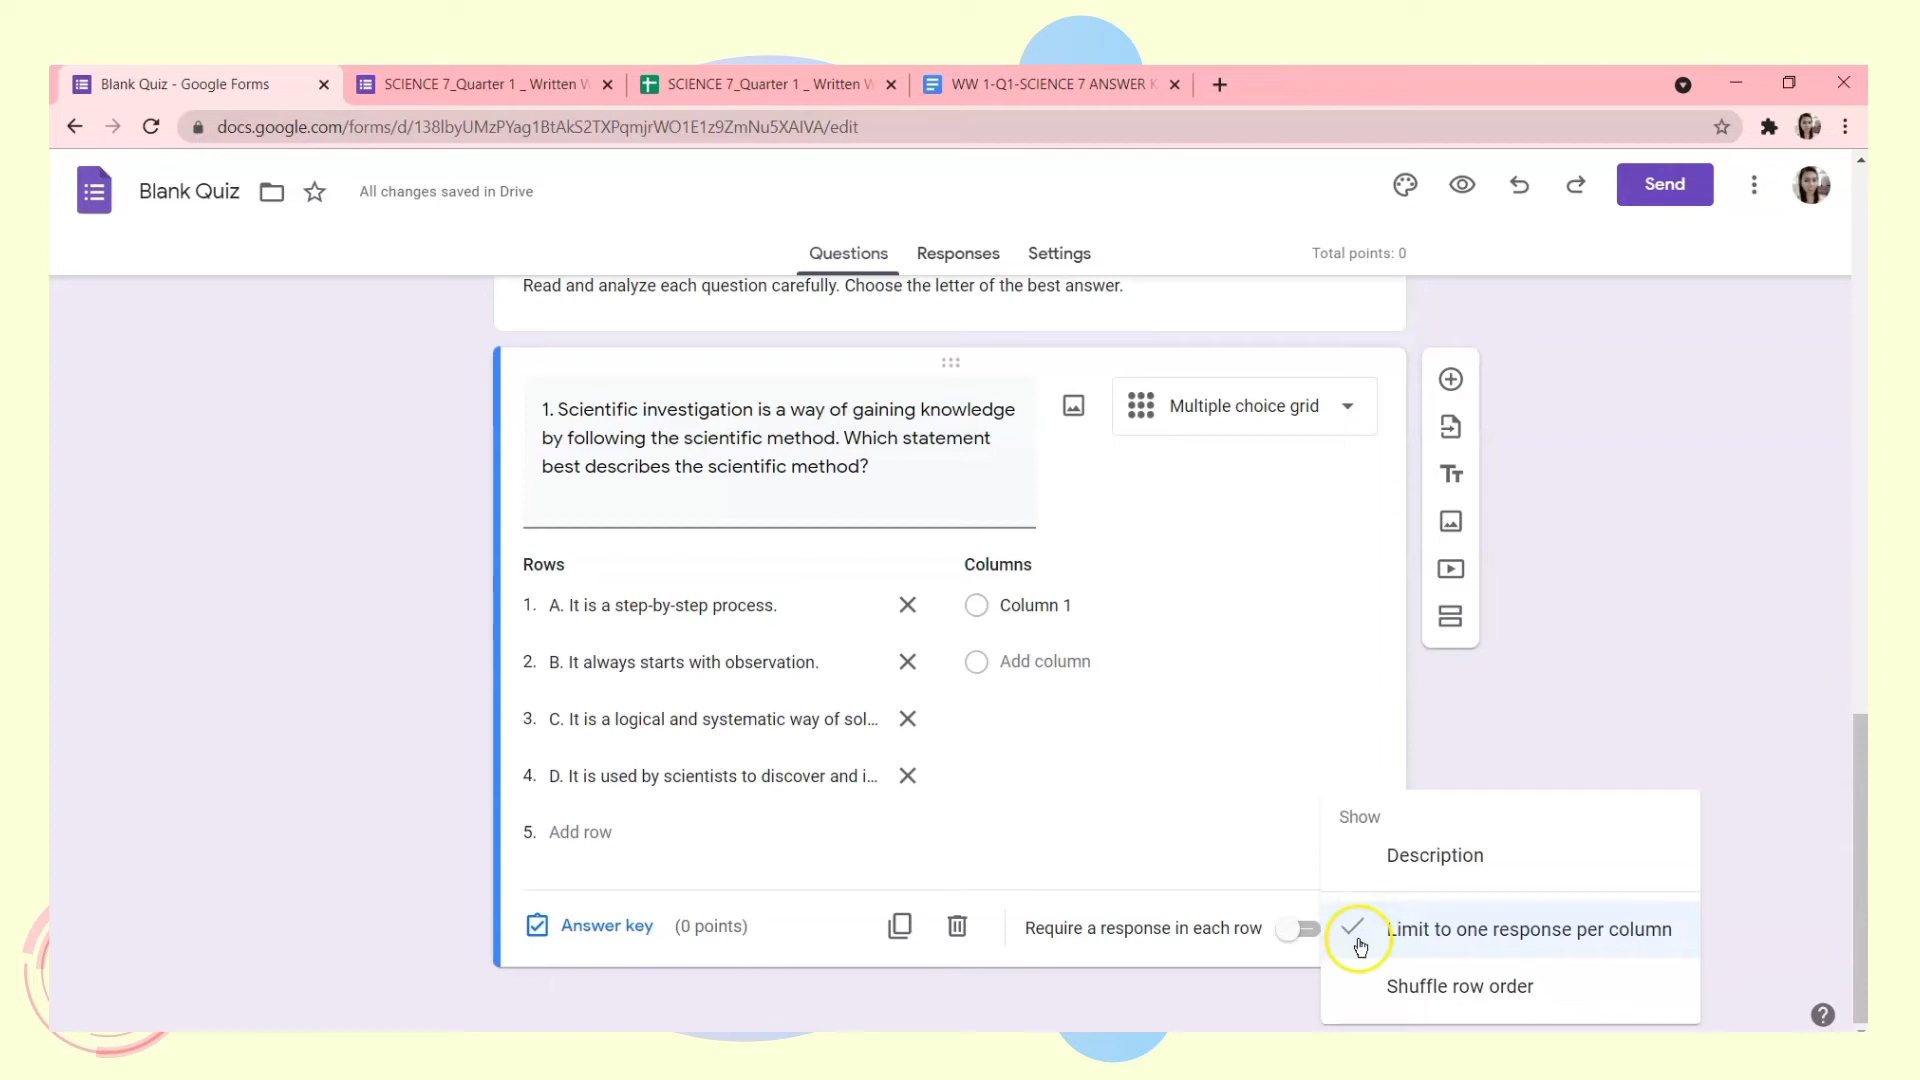 Blank Quiz - Google Forms
SCIENCE 7_Quarter 1 _ Written W
SCIENCE 7_Quarter 1 _ Written W
WW 1-Q1-SCIENCE 7 ANSWER K
docs.google.com/forms/d/138lbyUMzPYag1BtAkS2TXPqmjrWO1E1z9ZmNu5XAIVA/edit
Blank Quiz
All changes saved in Drive
Send
Questions Responses Settings
Total points: 0
Read and analyze each question carefully. Choose the letter of the best answer.
1. Scientific investigation is a way of gaining knowledge
by following the scientific method. Which statement
best describes the scientific method?
Multiple choice grid
Rows
Columns
1. A. It is a step-by-step process.
Column 1
2. B. It always starts with observation.
Add column
3. C. It is a logical and systematic way of sol...
4. D. It is used by scientists to discover and i...
5. Add row
Show
Description
Answer key (0 points)
Require a response in each row
Limit to one response per column
Shuffle row order